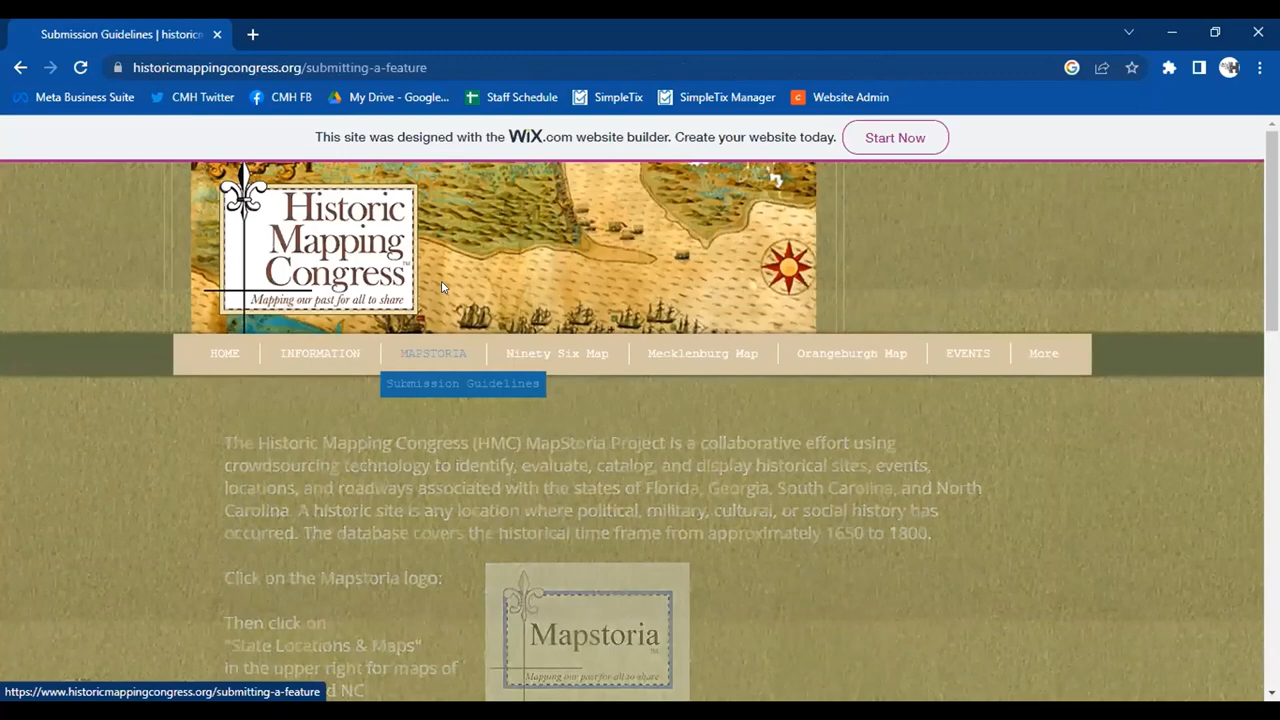 Submission Guidelines | historic
historicmappingcongress.org/submitting-a-feature
Meta Business Suite
CMH Twitter
CMH FB
My Drive - Google...
Staff Schedule
SimpleTix
SimpleTix Manager
Website Admin
This site was designed with the WiX.com website builder. Create your website today.
Start Now
Historic
Mapping
Congress™
Mapping our past for all to share
HOME
INFORMATION
MAPSTORIA
Ninety Six Map
Mecklenburg Map
Orangeburgh Map
EVENTS
More
Submission Guidelines
The Historic Mapping Congress (HMC) MapStoria Project is a collaborative effort using
crowdsourcing technology to identify, evaluate, catalog, and display historical sites, events,
locations, and roadways associated with the states of Florida, Georgia, South Carolina, and North
Carolina. A historic site is any location where political, military, cultural, or social history has
occurred. The database covers the historical time frame from approximately 1650 to 1800.
Click on the Mapstoria logo:
Then click on
"State Locations & Maps"
in the upper right for maps of
d NC
Mapstoria™
Mapping our past for all to share
https://www.historicmappingcongress.org/submitting-a-feature